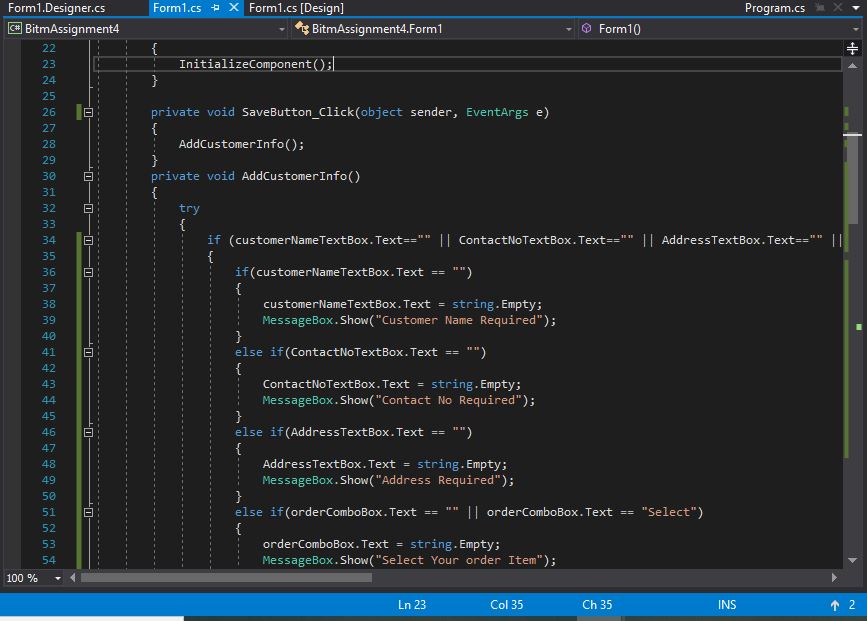 Form1.Designer.cs Form1.cs Form1.cs [Design] Program.cs
C# BitmAssignment4 BitmAssignment4.Form1 Form1()
22 {
23 InitializeComponent();
24 }
25
26 private void SaveButton_Click(object sender, EventArgs e)
27 {
28 AddCustomerInfo();
29 }
30 private void AddCustomerInfo()
31 {
32 try
33 {
34 if (customerNameTextBox.Text=="" || ContactNoTextBox.Text=="" || AddressTextBox.Text=="" ||
35 {
36 if(customerNameTextBox.Text == "")
37 {
38 customerNameTextBox.Text = string.Empty;
39 MessageBox.Show("Customer Name Required");
40 }
41 else if(ContactNoTextBox.Text == "")
42 {
43 ContactNoTextBox.Text = string.Empty;
44 MessageBox.Show("Contact No Required");
45 }
46 else if(AddressTextBox.Text == "")
47 {
48 AddressTextBox.Text = string.Empty;
49 MessageBox.Show("Address Required");
50 }
51 else if(orderComboBox.Text == "" || orderComboBox.Text == "Select")
52 {
53 orderComboBox.Text = string.Empty;
54 MessageBox.Show("Select Your order Item");
100 %
Ln 23 Col 35 Ch 35 INS 2